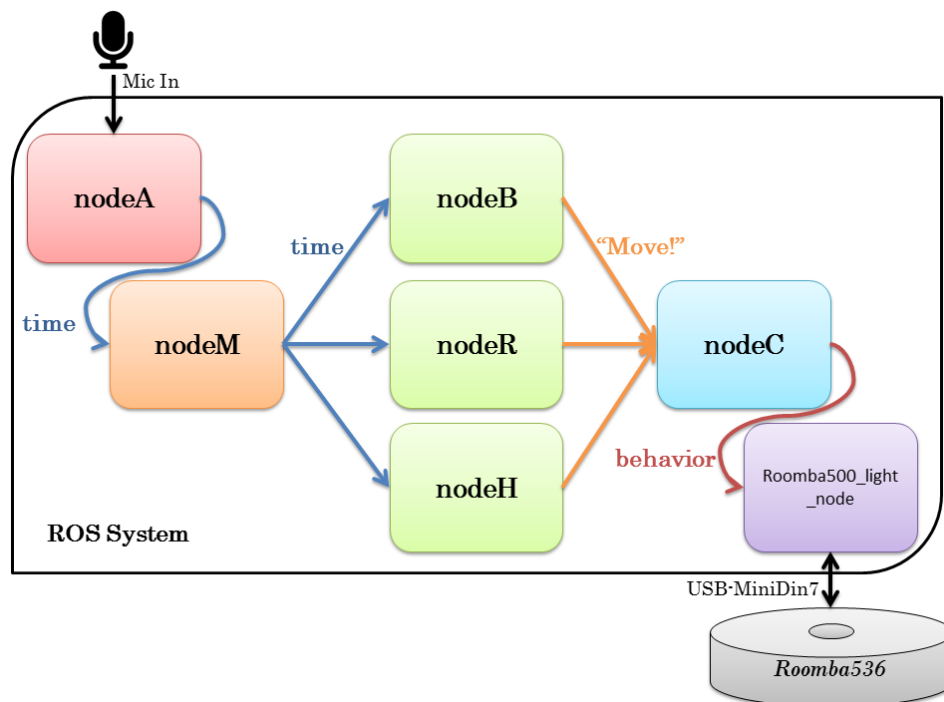 Mic In
nodeA
nodeB
time
“Move!”
time
nodeM
nodeR
nodeC
behavior
nodeH
Roomba500_light
_node
ROS System
USB-MiniDin7
Roomba536